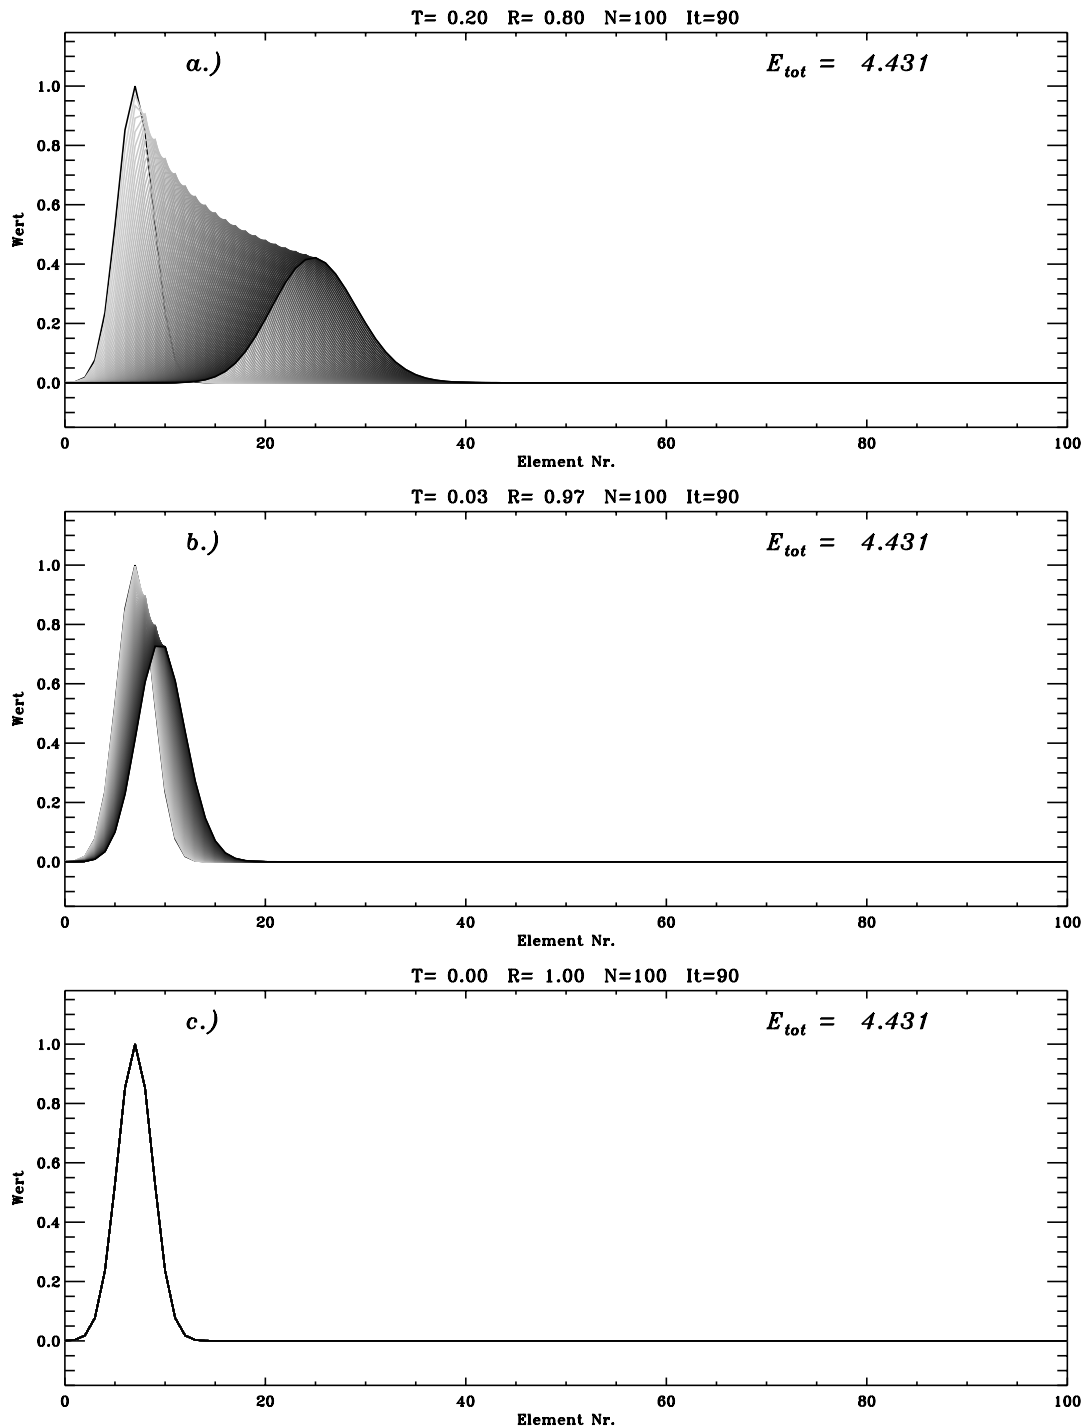 T= 0.20 R= 0.80 N=100 It=90
a.) E_tot = 4.431
1.0
0.8
0.6
0.4
0.2
0.0
Wert
0 20 40 60 80 100
Element Nr.
T= 0.03 R= 0.97 N=100 It=90
b.) E_tot = 4.431
1.0
0.8
0.6
0.4
0.2
0.0
Wert
0 20 40 60 80 100
Element Nr.
T= 0.00 R= 1.00 N=100 It=90
c.) E_tot = 4.431
1.0
0.8
0.6
0.4
0.2
0.0
Wert
0 20 40 60 80 100
Element Nr.